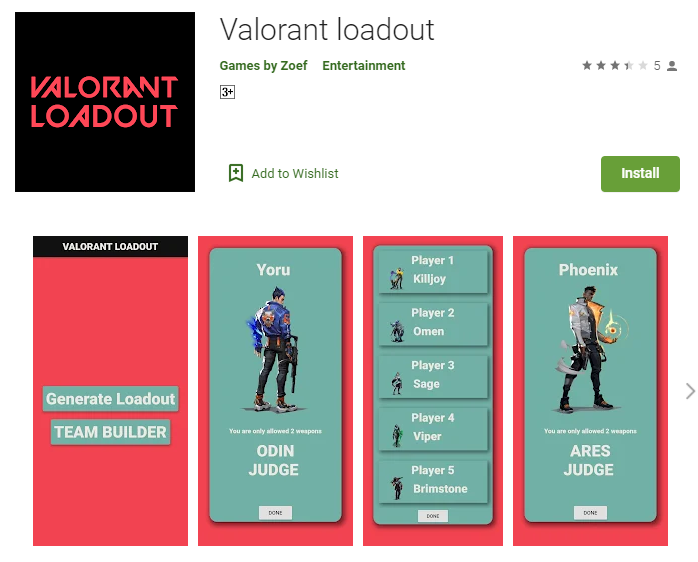 VALORANT
LOADOUT
Valorant loadout
Games by Zoef Entertainment
5
3+
Add to Wishlist
Install
VALORANT LOADOUT
Generate Loadout
TEAM BUILDER
Yoru
You are only allowed 2 weapons
ODIN
JUDGE
DONE
Player 1
Killjoy
Player 2
Omen
Player 3
Sage
Player 4
Viper
Player 5
Brimstone
DONE
Phoenix
You are only allowed 2 weapons
ARES
JUDGE
DONE